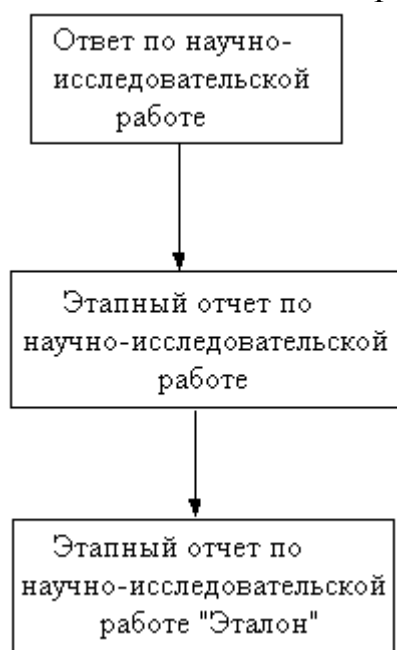 Ответ по научно-
исследовательской
работе
Этапный отчет по
научно-исследовательской
работе
Этапный отчет по
научно-исследовательской
работе "Эталон"